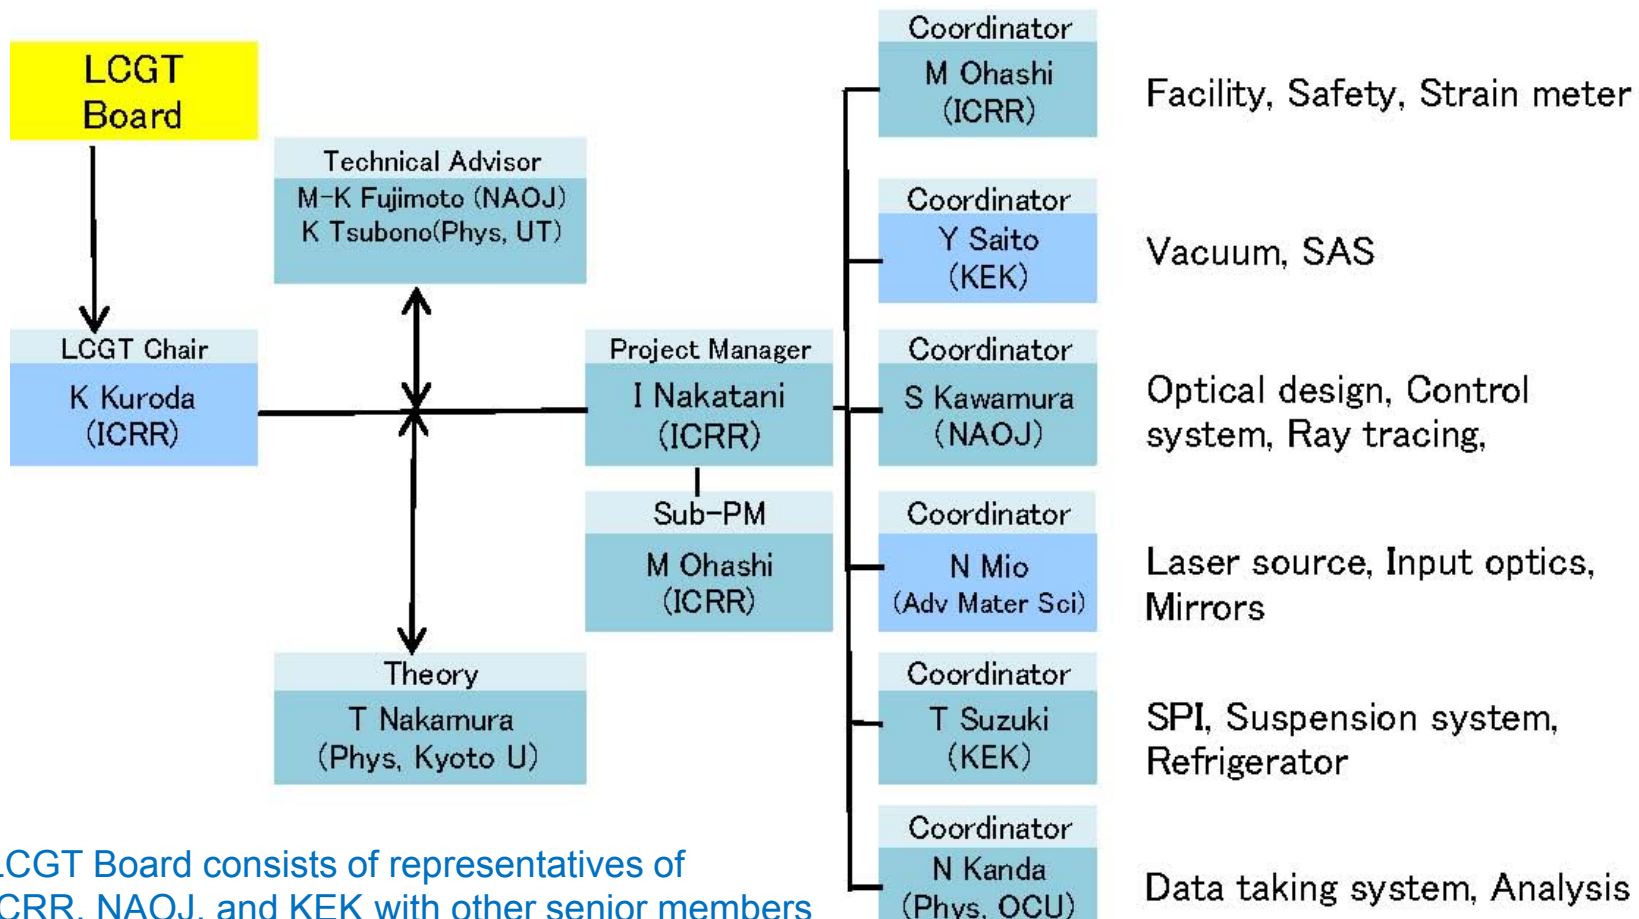 LCGT
Board
Technical Advisor
M-K Fujimoto (NAOJ)
K Tsubono(Phys, UT)
LCGT Chair
K Kuroda
(ICRR)
Project Manager
I Nakatani
(ICRR)
Sub-PM
M Ohashi
(ICRR)
Theory
T Nakamura
(Phys, Kyoto U)
Coordinator
M Ohashi
(ICRR)
Facility, Safety, Strain meter
Coordinator
Y Saito
(KEK)
Vacuum, SAS
Coordinator
S Kawamura
(NAOJ)
Optical design, Control
system, Ray tracing,
Coordinator
N Mio
(Adv Mater Sci)
Laser source, Input optics,
Mirrors
Coordinator
T Suzuki
(KEK)
SPI, Suspension system,
Refrigerator
Coordinator
N Kanda
(Phys, OCU)
Data taking system, Analysis
LCGT Board consists of representatives of
ICRR, NAOJ, and KEK with other senior members